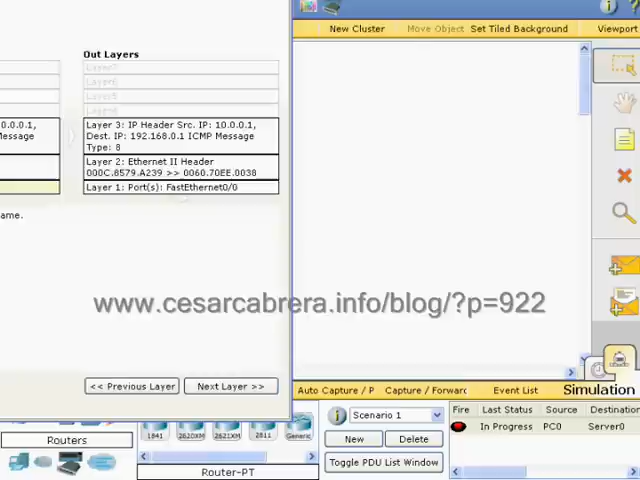 New Cluster Move Object Set Tiled Background Viewport
Out Layers
Layer7
Layer6
Layer5
Layer4
0.0.0.1,
Message
Layer 3: IP Header Src. IP: 10.0.0.1,
Dest. IP: 192.168.0.1 ICMP Message
Type: 8
Layer 2: Ethernet II Header
000C.8579.A239 >> 0060.70EE.0038
Layer 1: Port(s): FastEthernet0/0
ame.
www.cesarcabrera.info/blog/?p=922
<< Previous Layer Next Layer >>
Auto Capture / P Capture / Forward Event List Simulation
Scenario 1
New Delete
Toggle PDU List Window
Fire Last Status Source Destination
In Progress PC0 Server0
Routers
1841 2620XM 2621XM 2811 Generic
Router-PT